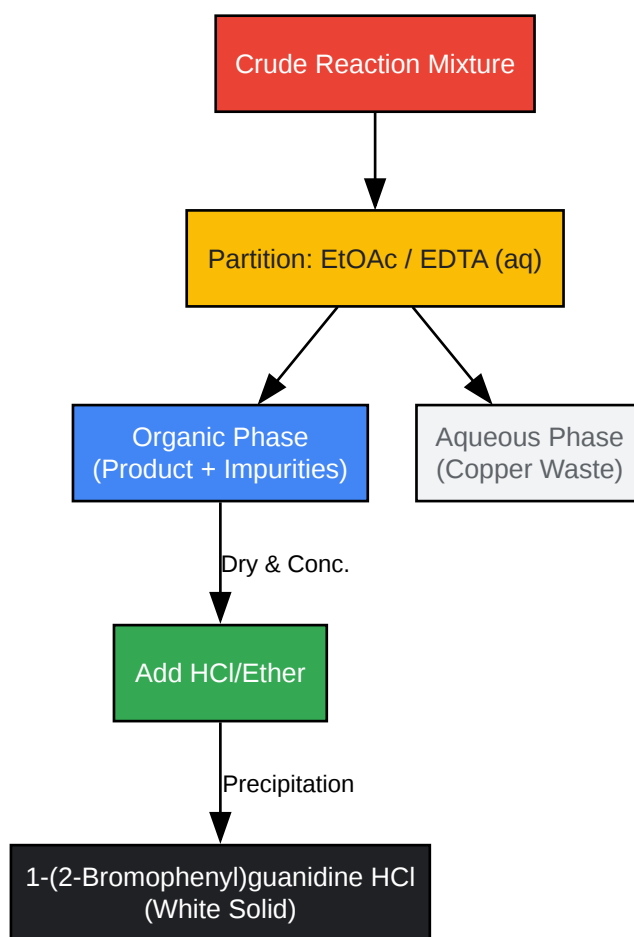 Crude Reaction Mixture
Partition: EtOAc / EDTA (aq)
Organic Phase
(Product + Impurities)
Aqueous Phase
(Copper Waste)
Dry & Conc.
Add HCl/Ether
Precipitation
1-(2-Bromophenyl)guanidine HCl
(White Solid)